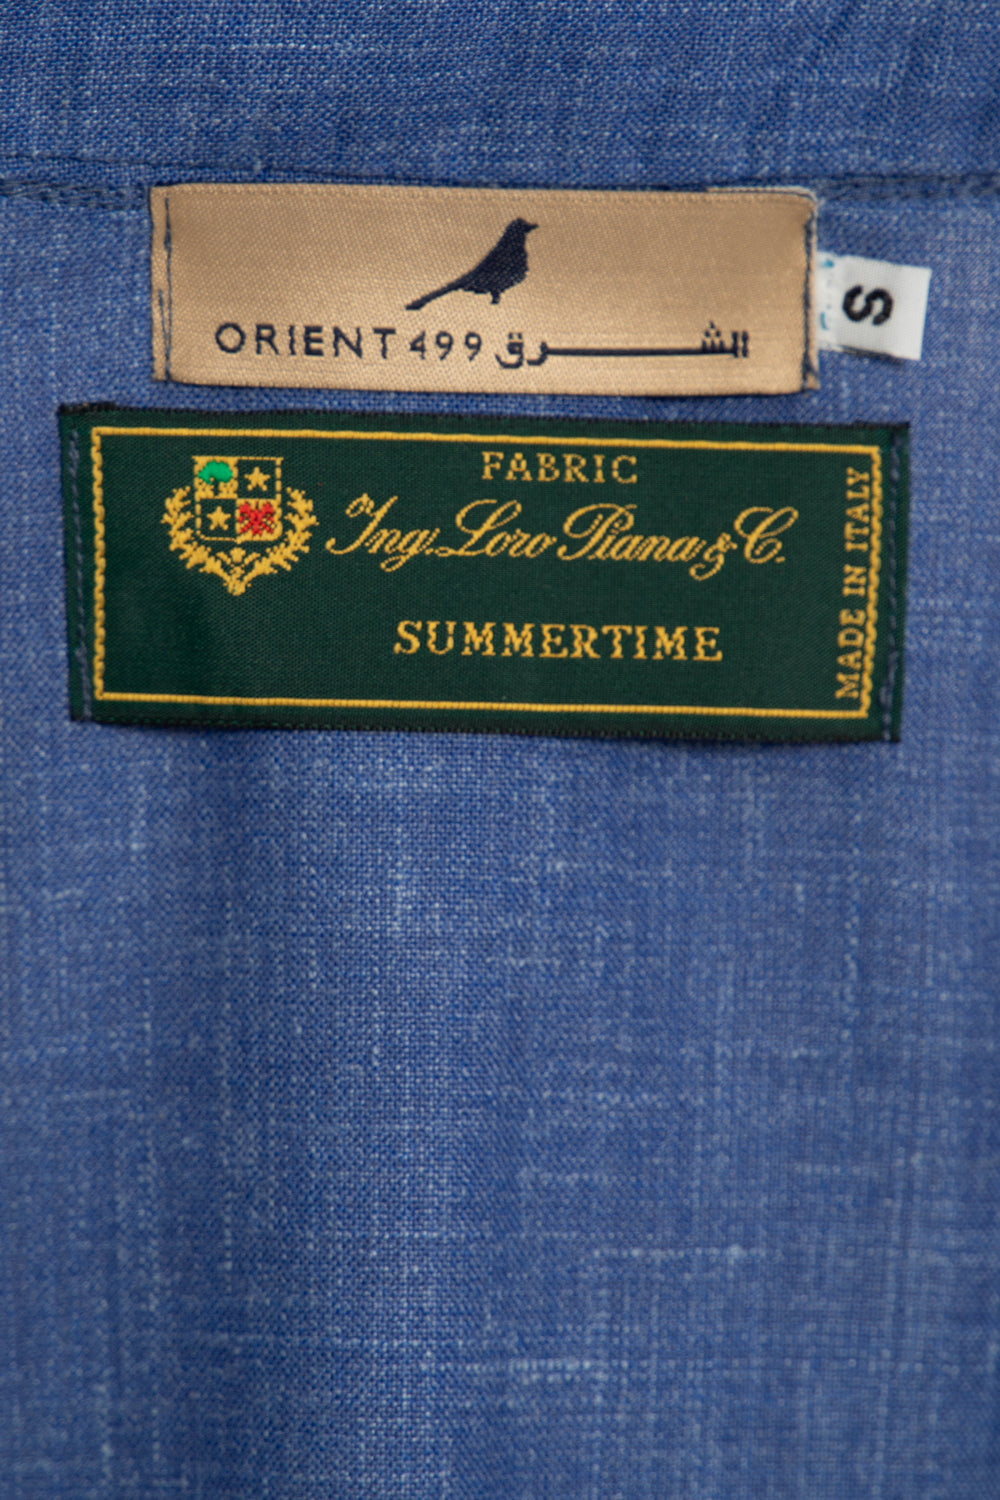 ORIENT 499 الشرق
S
FABRIC
Ing. Loro Piana & C.
SUMMERTIME
MADE IN ITALY